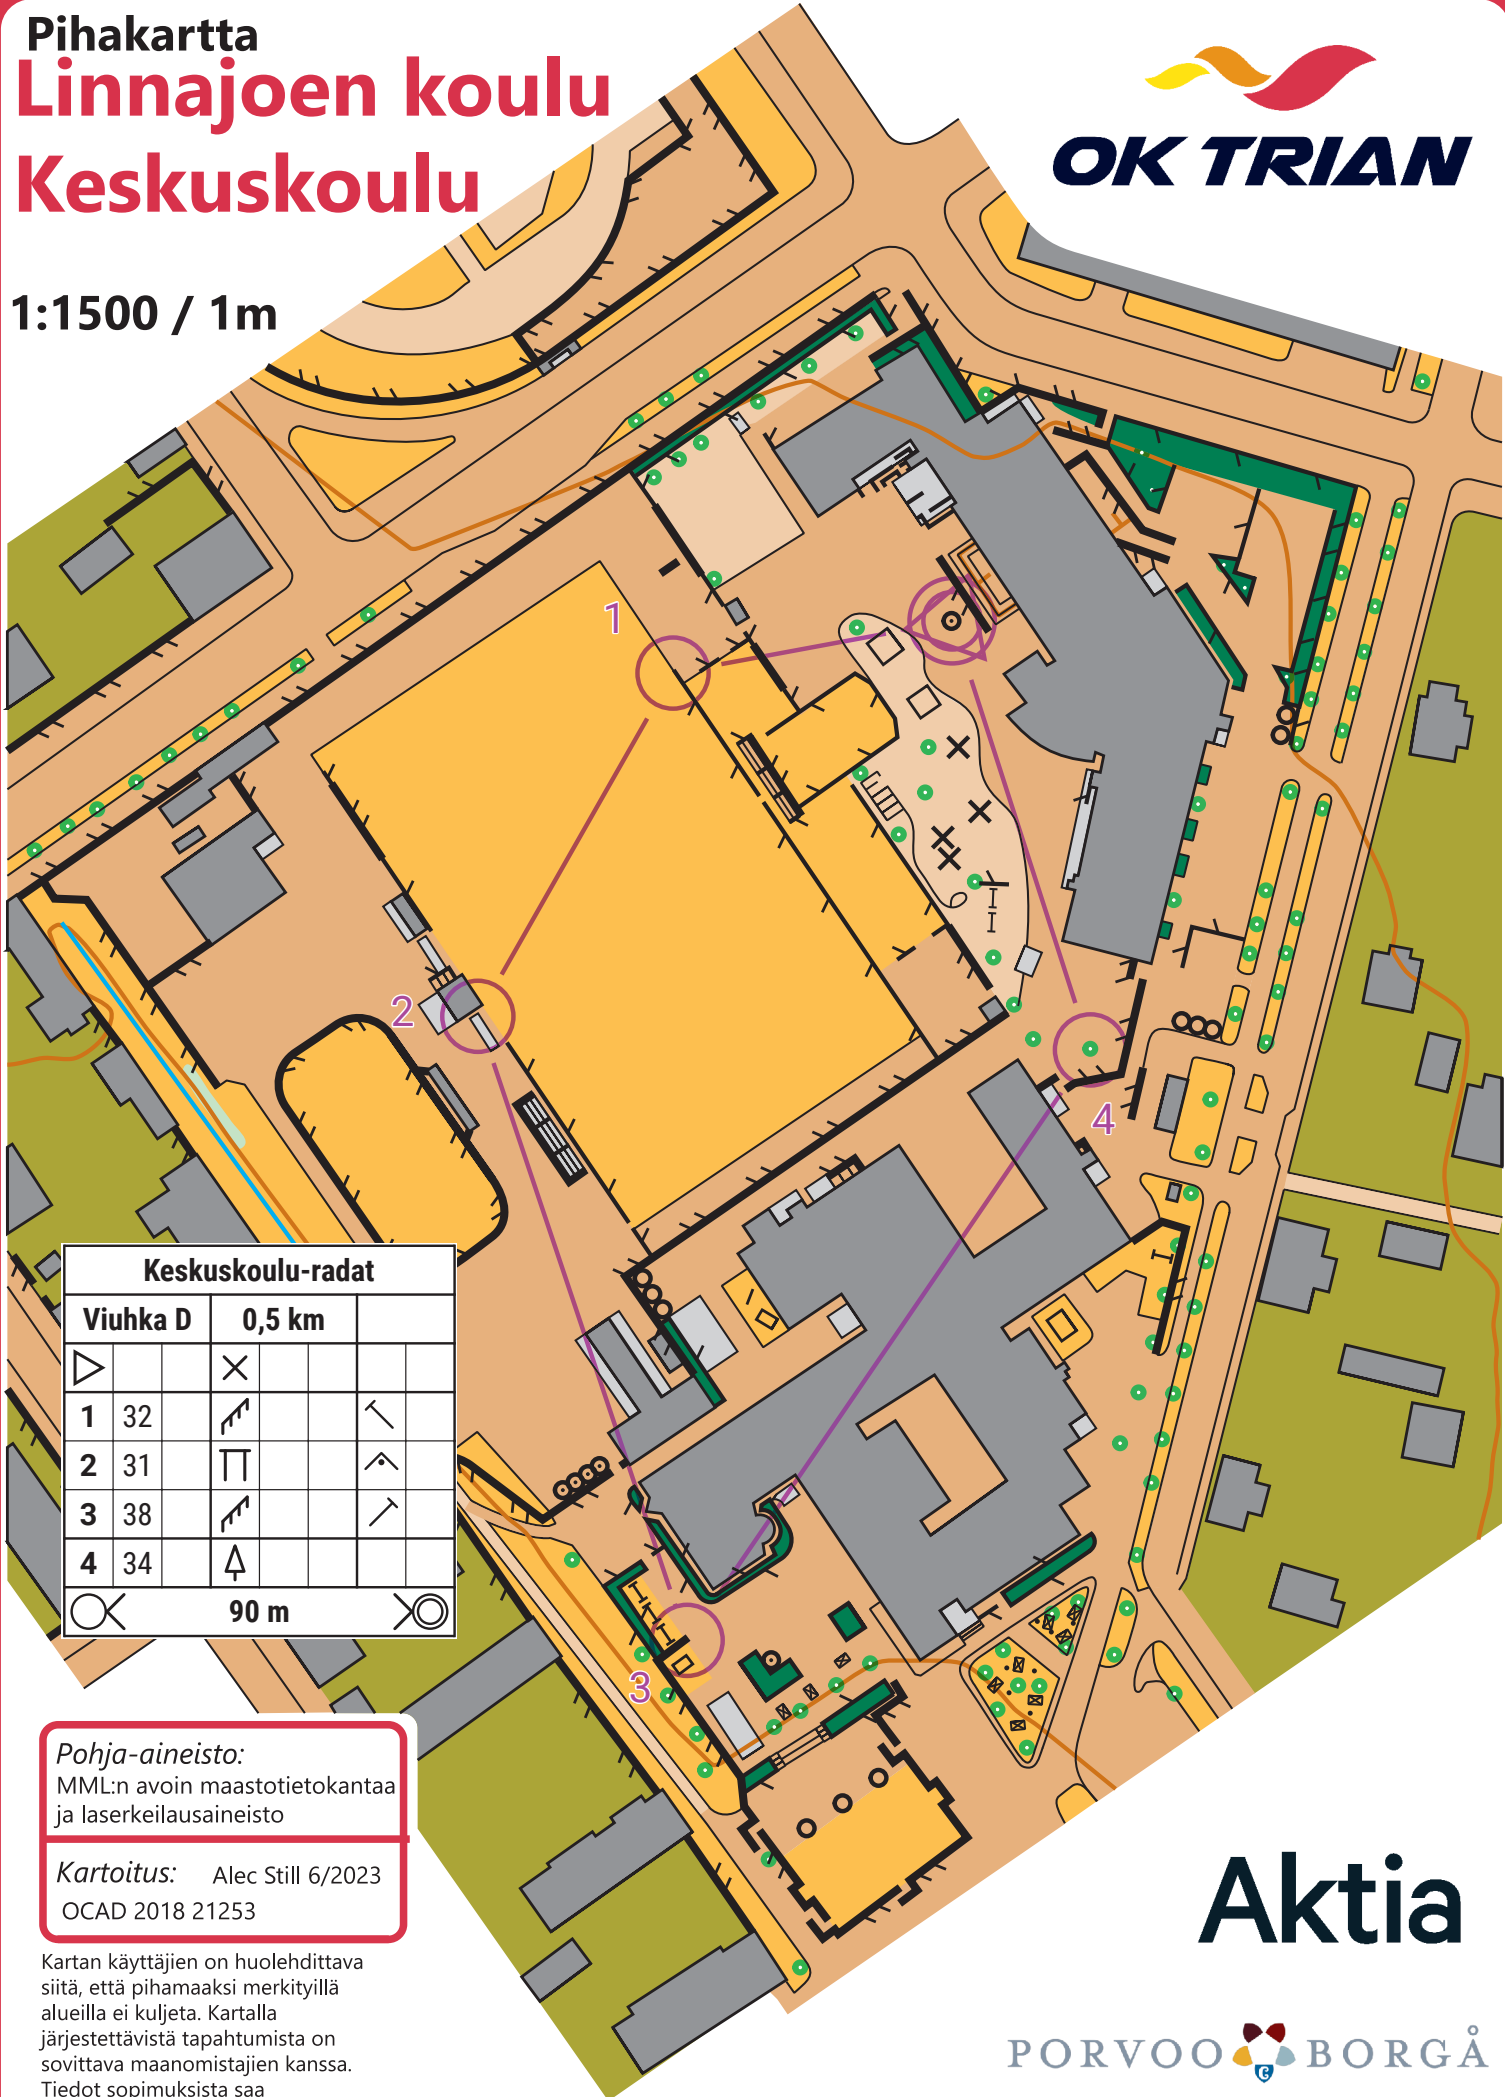 Pihakartta
Linnajoen koulu
Keskuskoulu
1:1500 / 1m
OK TRIAN
1
2
4
3
Keskuskoulu-radat
Viuhka D 0,5 km
1 32
2 31
3 38
4 34
90 m
Pohja-aineisto:
MML:n avoin maastotietokantaa
ja laserkeilausaineisto
Kartoitus: Alec Still 6/2023
OCAD 2018 21253
Kartan käyttäjien on huolehdittava
siitä, että pihamaaksi merkityillä
alueilla ei kuljeta. Kartalla
järjestettävistä tapahtumista on
sovittava maanomistajien kanssa.
Tiedot sopimuksista saa
Aktia
PORVOO BORGÅ